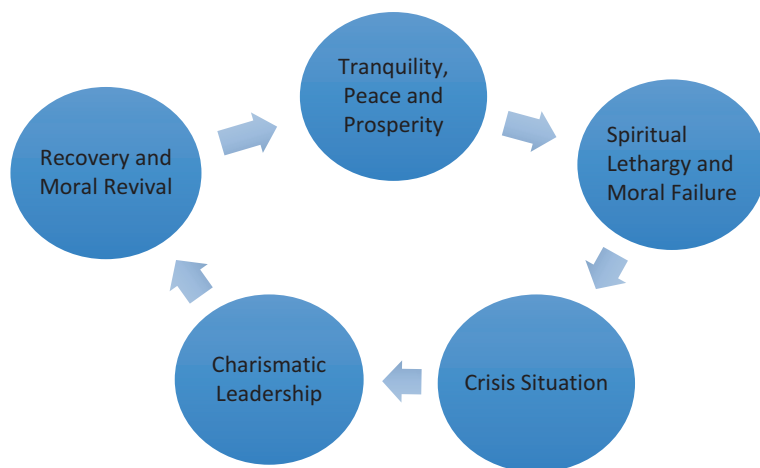 Tranquility,
Peace and
Prosperity
Spiritual
Lethargy and
Moral Failure
Crisis Situation
Charismatic
Leadership
Recovery and
Moral Revival